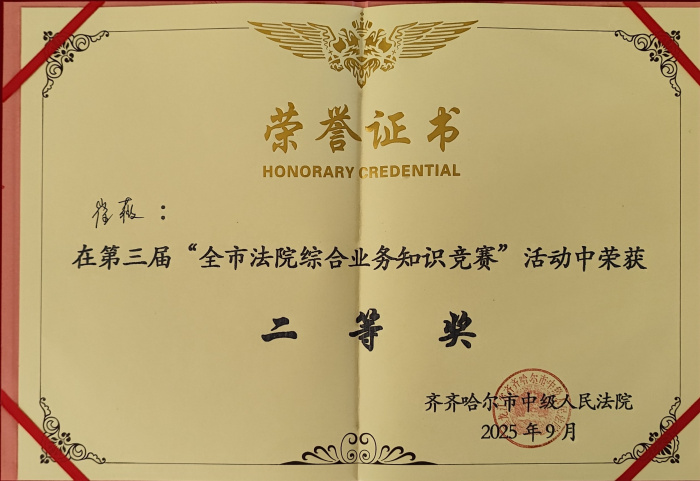 荣誉证书
HONORARY CREDENTIAL
崔薇：
在第三届“全市法院综合业务知识竞赛”活动中荣获
二等奖
齐齐哈尔市中级人民法院
2025年9月